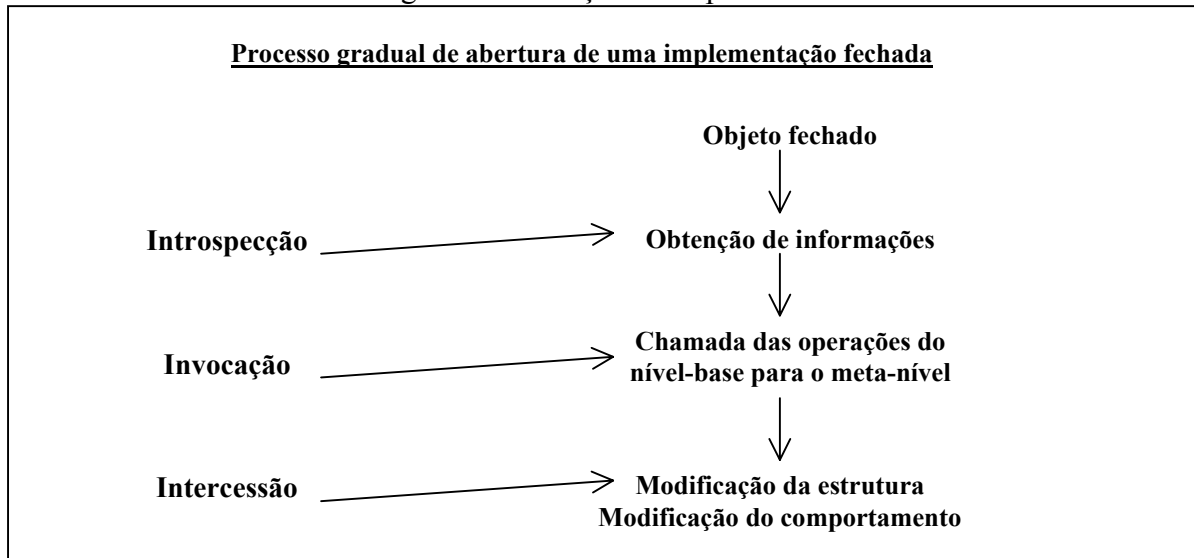 Processo gradual de abertura de uma implementação fechada
Objeto fechado
Introspecção
Obtenção de informações
Invocação
Chamada das operações do
nível-base para o meta-nível
Intercessão
Modificação da estrutura
Modificação do comportamento